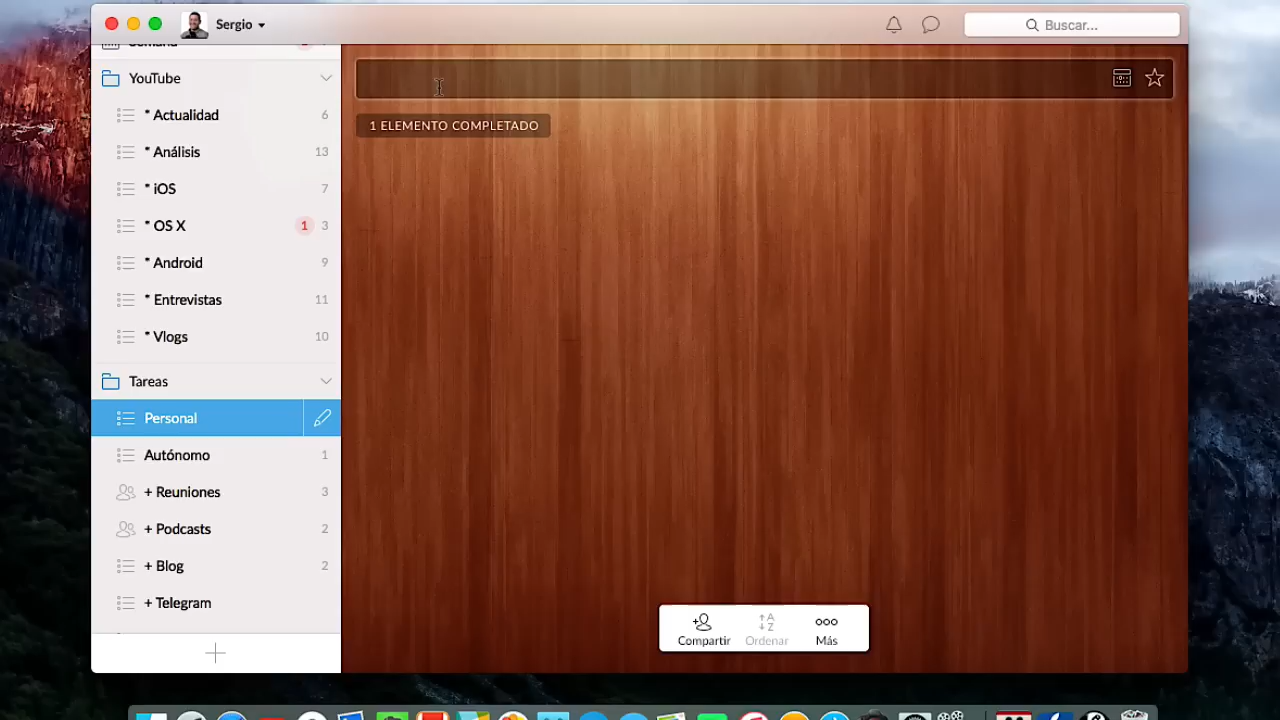 Sergio
Buscar...
Semana
YouTube
* Actualidad 6
* Análisis 13
* iOS 7
* OS X 1 3
* Android 9
* Entrevistas 11
* Vlogs 10
Tareas
Personal
Autónomo 1
+ Reuniones 3
+ Podcasts 2
+ Blog 2
+ Telegram
1 ELEMENTO COMPLETADO
A
Z
Compartir Ordenar Más